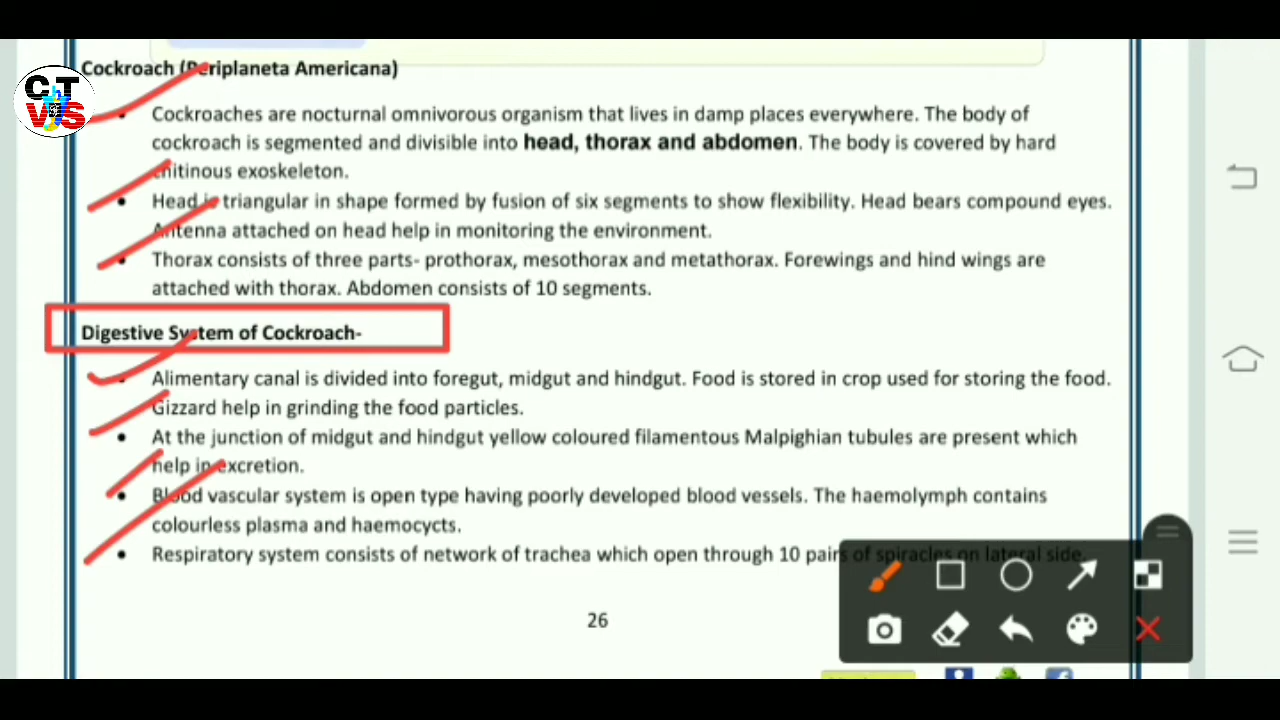 Cockroach (Periplaneta Americana)
CTVJS
• Cockroaches are nocturnal omnivorous organism that lives in damp places everywhere. The body of
cockroach is segmented and divisible into head, thorax and abdomen. The body is covered by hard
chitinous exoskeleton.
• Head is triangular in shape formed by fusion of six segments to show flexibility. Head bears compound eyes.
Antenna attached on head help in monitoring the environment.
• Thorax consists of three parts- prothorax, mesothorax and metathorax. Forewings and hind wings are
attached with thorax. Abdomen consists of 10 segments.
Digestive System of Cockroach-
• Alimentary canal is divided into foregut, midgut and hindgut. Food is stored in crop used for storing the food.
Gizzard help in grinding the food particles.
• At the junction of midgut and hindgut yellow coloured filamentous Malpighian tubules are present which
help in excretion.
• Blood vascular system is open type having poorly developed blood vessels. The haemolymph contains
colourless plasma and haemocycts.
• Respiratory system consists of network of trachea which open through 10 pairs of spiracles on lateral side.
26